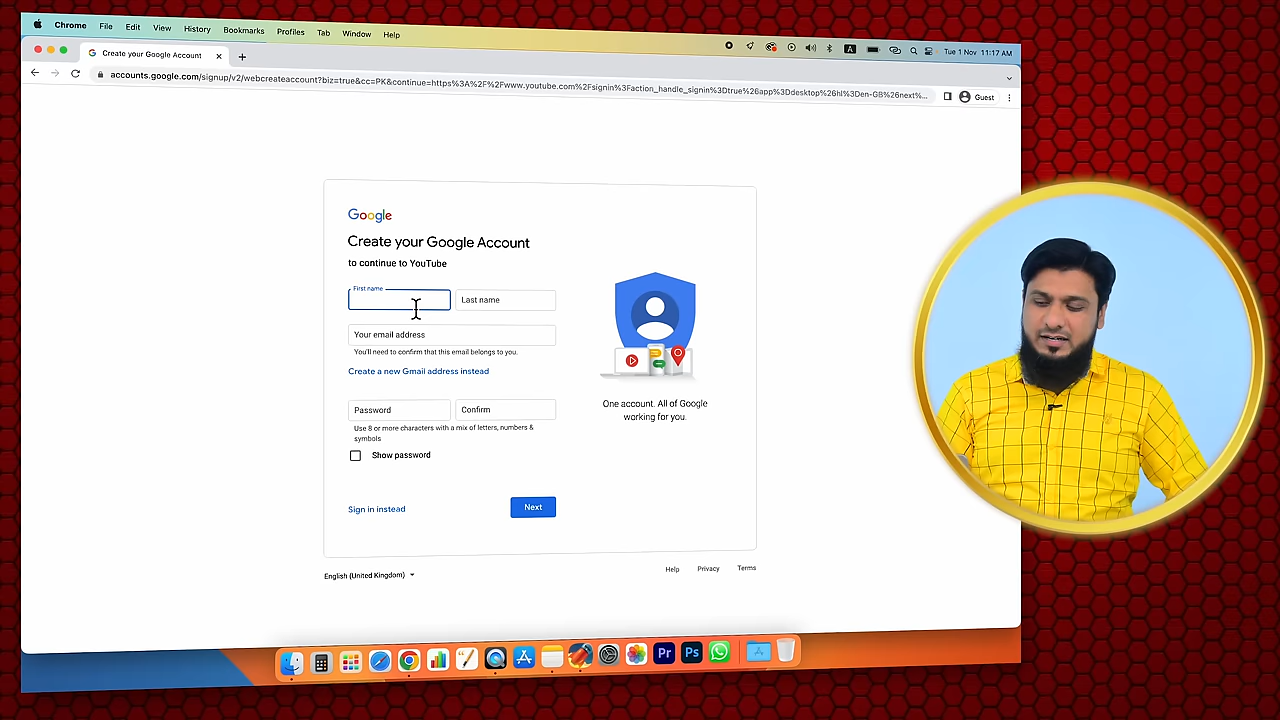 Chrome File Edit View History Bookmarks Profiles Tab Window Help
A Tue 1 Nov 11:17 AM
Create your Google Account
accounts.google.com/signup/v2/webcreateaccount?biz=true&cc=PK&continue=https%3A%2F%2Fwww.youtube.com%2Fsignin%3Faction_handle_signin%3Dtrue%26app%3Ddesktop%26hl%3Den-GB%26next%...
Guest
Google
Create your Google Account
to continue to YouTube
First name
Last name
Your email address
You'll need to confirm that this email belongs to you.
Create a new Gmail address instead
Password
Confirm
Use 8 or more characters with a mix of letters, numbers &
symbols
Show password
Sign in instead
Next
One account. All of Google
working for you.
English (United Kingdom)
Help Privacy Terms
Pr Ps